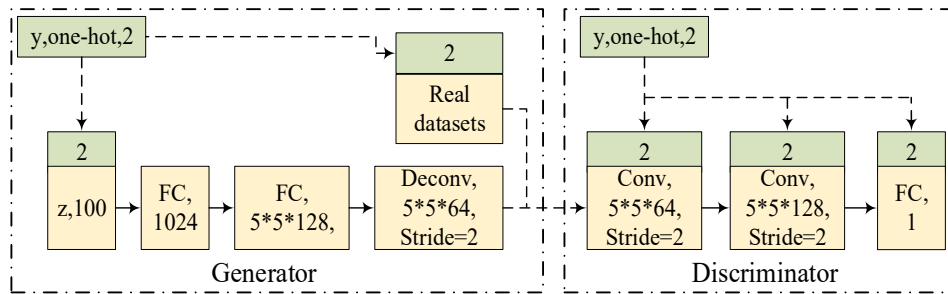 y,one-hot,2
2
Real
datasets
2
z,100
FC,
1024
FC,
5*5*128,
Deconv,
5*5*64,
Stride=2
Generator
y,one-hot,2
2
Conv,
5*5*64,
Stride=2
2
Conv,
5*5*128,
Stride=2
2
FC,
1
Discriminator